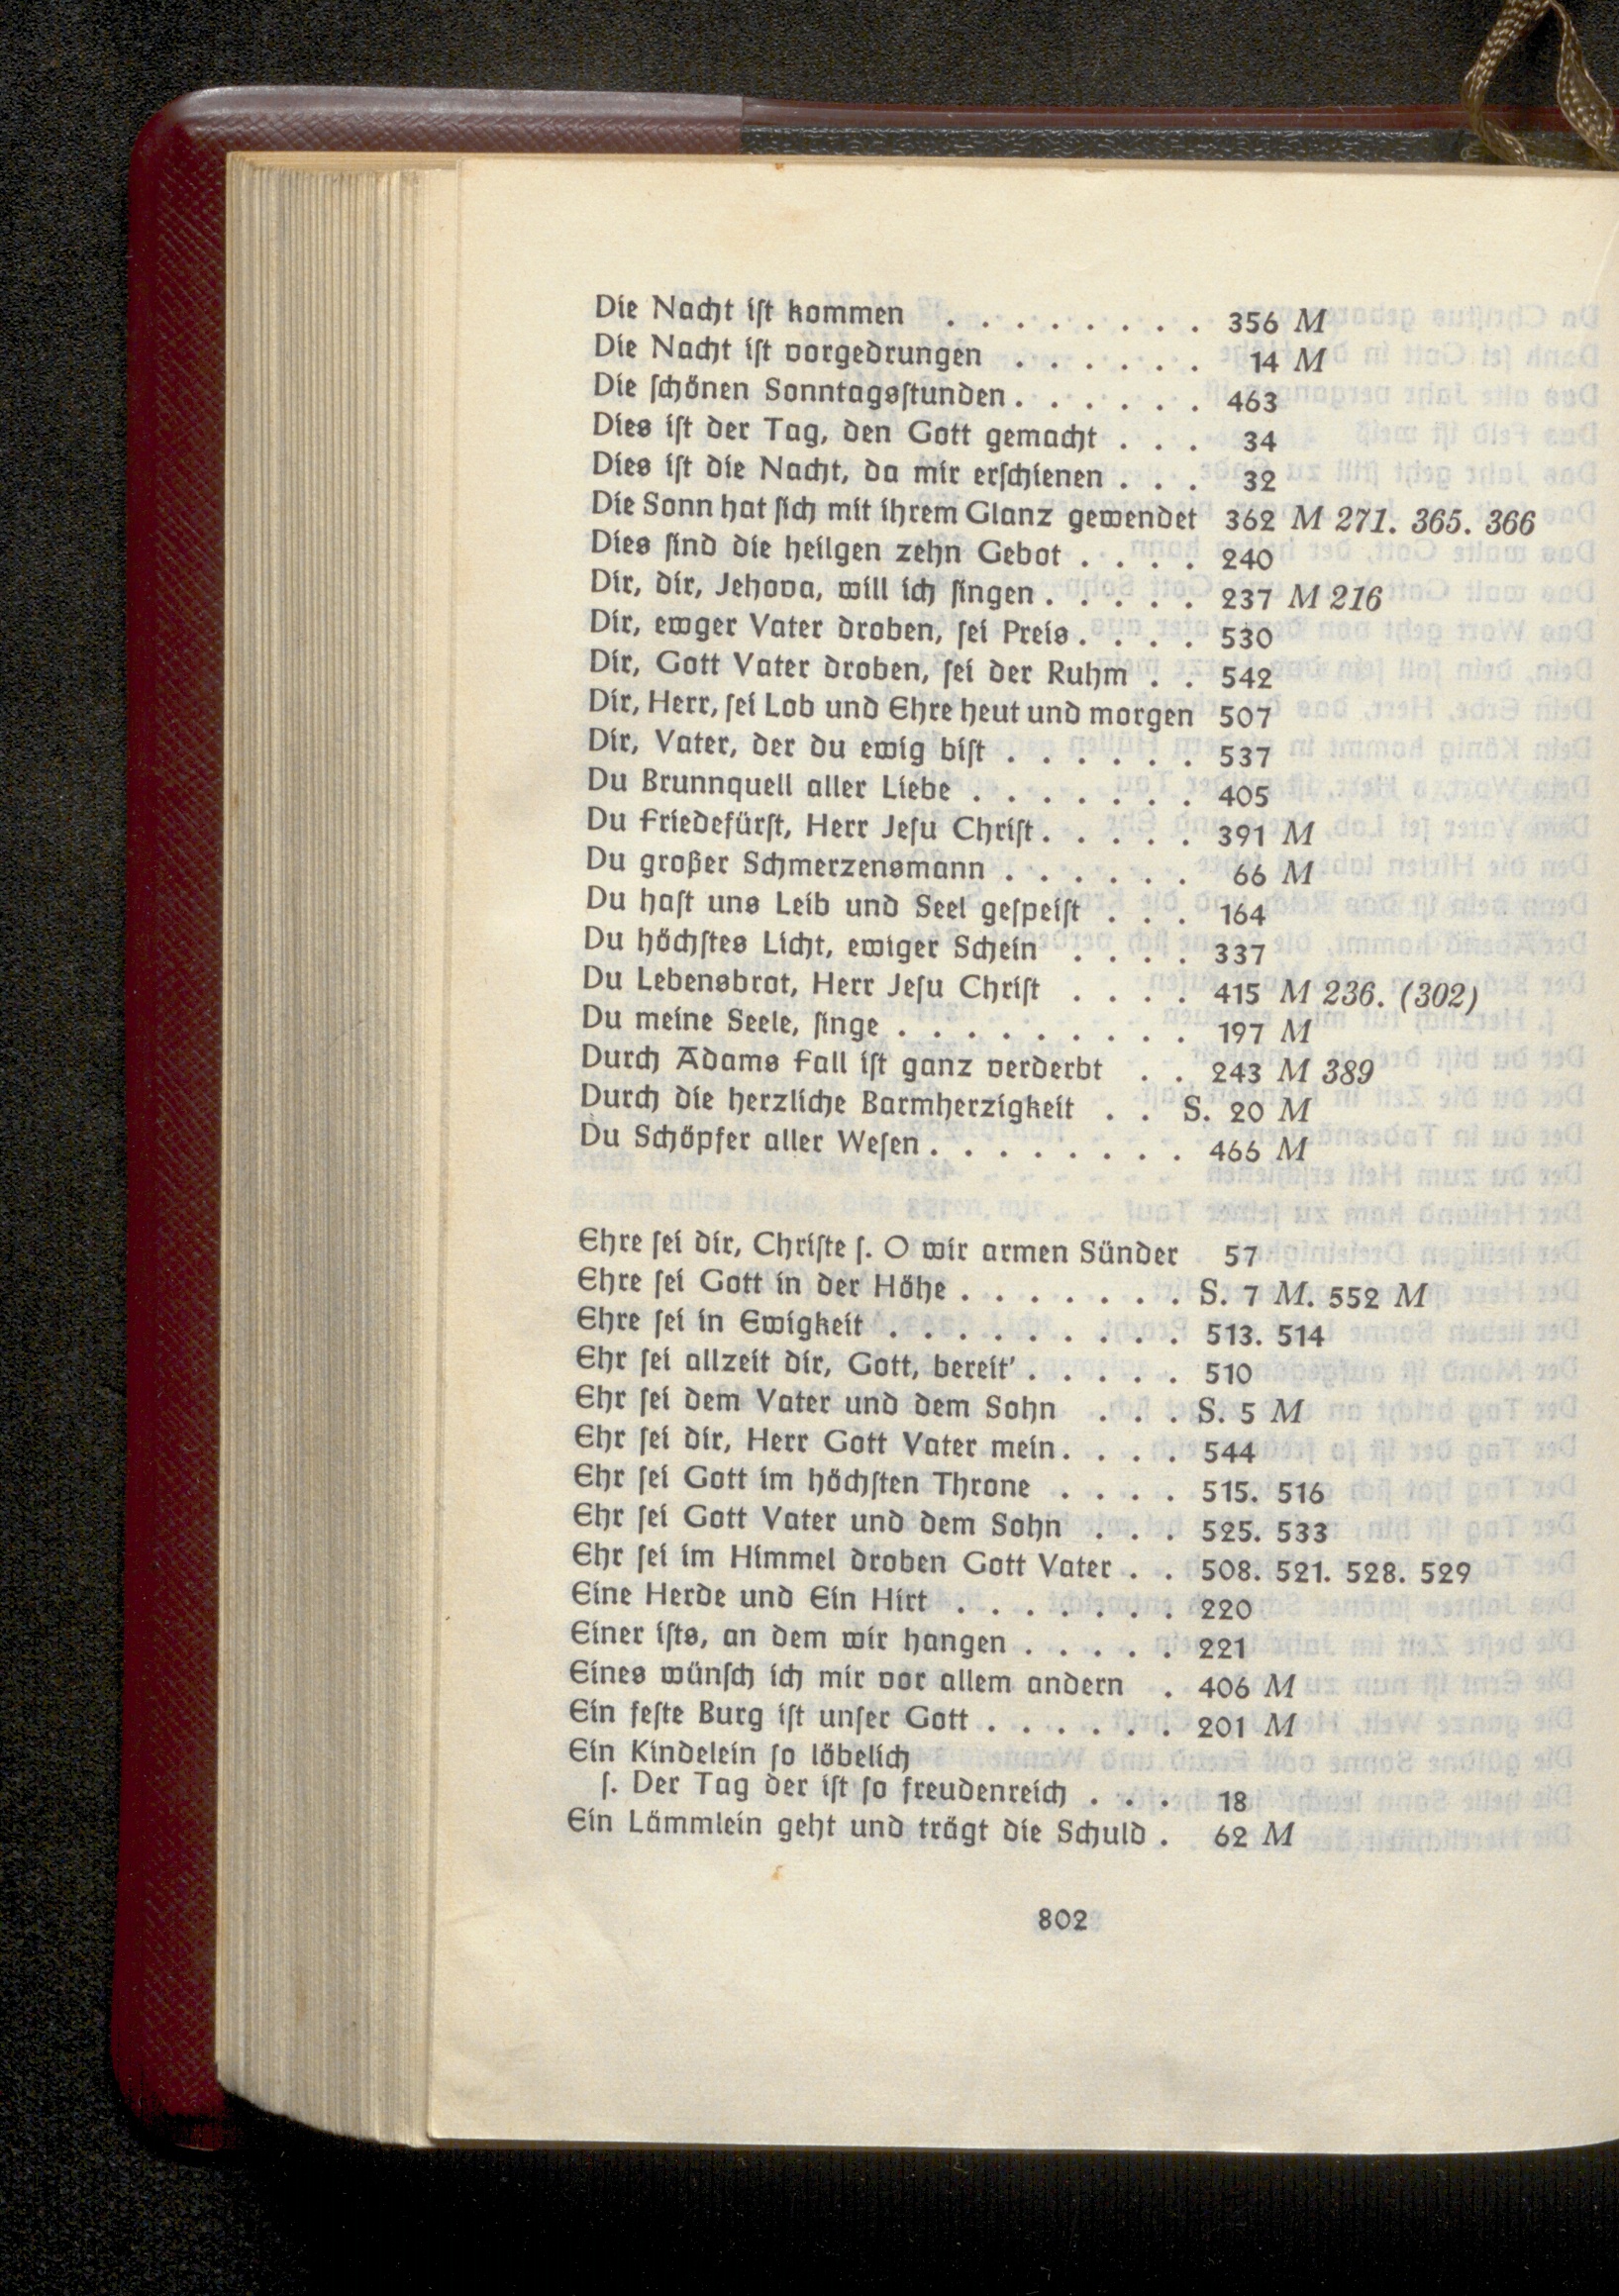 Die Nacht iſt kommen . . . . . . . . 356 M
Die Nacht iſt vorgedrungen . . . . . . 14 M
Die ſchönen Sonntagsſtunden . . . . . . 463
Dies iſt der Tag, den Gott gemacht . . . 34
Dies iſt die Nacht, da mir erſchienen . . . 32
Die Sonn hat ſich mit ihrem Glanz gewendet 362 M 271. 365. 366
Dies ſind die heilgen zehn Gebot . . . . 240
Dir, dir, Jehova, will ich ſingen . . . . . 237 M 216
Dir, ewger Vater droben, ſei Preis . . . . 530
Dir, Gott Vater droben, ſei der Ruhm . . 542
Dir, Herr, ſei Lob und Ehre heut und morgen 507
Dir, Vater, der du ewig biſt . . . . . . 537
Du Brunnquell aller Liebe . . . . . . . 405
Du Friedefürſt, Herr Jeſu Chriſt . . . . . 391 M
Du großer Schmerzensmann . . . . . . 66 M
Du haſt uns Leib und Seel geſpeiſt . . . 164
Du höchſtes Licht, ewiger Schein . . . . 337
Du Lebensbrot, Herr Jeſu Chriſt . . . . 415 M 236. (302)
Du meine Seele, ſinge . . . . . . . . . 197 M
Durch Adams Fall iſt ganz verderbt . . 243 M 389
Durch die herzliche Barmherzigkeit . . S. 20 M
Du Schöpfer aller Weſen . . . . . . . . 466 M
Ehre ſei dir, Chriſte ſ. O wir armen Sünder 57
Ehre ſei Gott in der Höhe . . . . . . . S. 7 M. 552 M
Ehre ſei in Ewigkeit . . . . . . . . . 513. 514
Ehr ſei allzeit dir, Gott, bereit’ . . . . . 510
Ehr ſei dem Vater und dem Sohn . . . S. 5 M
Ehr ſei dir, Herr Gott Vater mein . . . . 544
Ehr ſei Gott im höchſten Throne . . . . 515. 516
Ehr ſei Gott Vater und dem Sohn . . . 525. 533
Ehr ſei im Himmel droben Gott Vater . . 508. 521. 528. 529
Eine Herde und Ein Hirt . . . . . . . 220
Einer iſts, an dem wir hangen . . . . . 221
Eines wünſch ich mir vor allem andern . 406 M
Ein feſte Burg iſt unſer Gott . . . . . . 201 M
Ein Kindelein ſo löbelich
ſ. Der Tag der iſt ſo freudenreich . . . 18
Ein Lämmlein geht und trägt die Schuld . 62 M
802